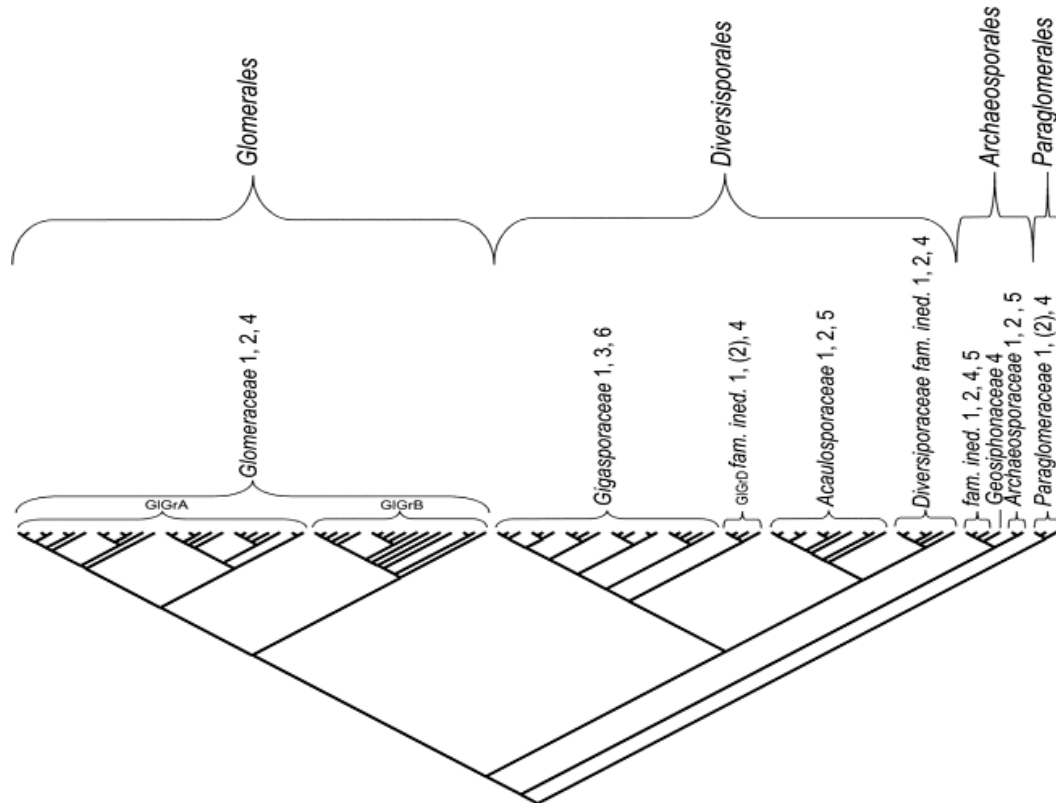 Glomerales
Diversisporales
Archaeosporales
Paraglomerales
Glomeraceae 1, 2, 4
Gigasporaceae 1, 3, 6
GlGrD fam. ined. 1, (2), 4
Acaulosporaceae 1, 2, 5
Diversiporaceae fam. ined. 1, 2, 4
fam. ined. 1, 2, 4, 5
Geosiphonaceae 4
Archaeosporaceae 1, 2 , 5
Paraglomeraceae 1, (2), 4
GlGrA
GlGrB